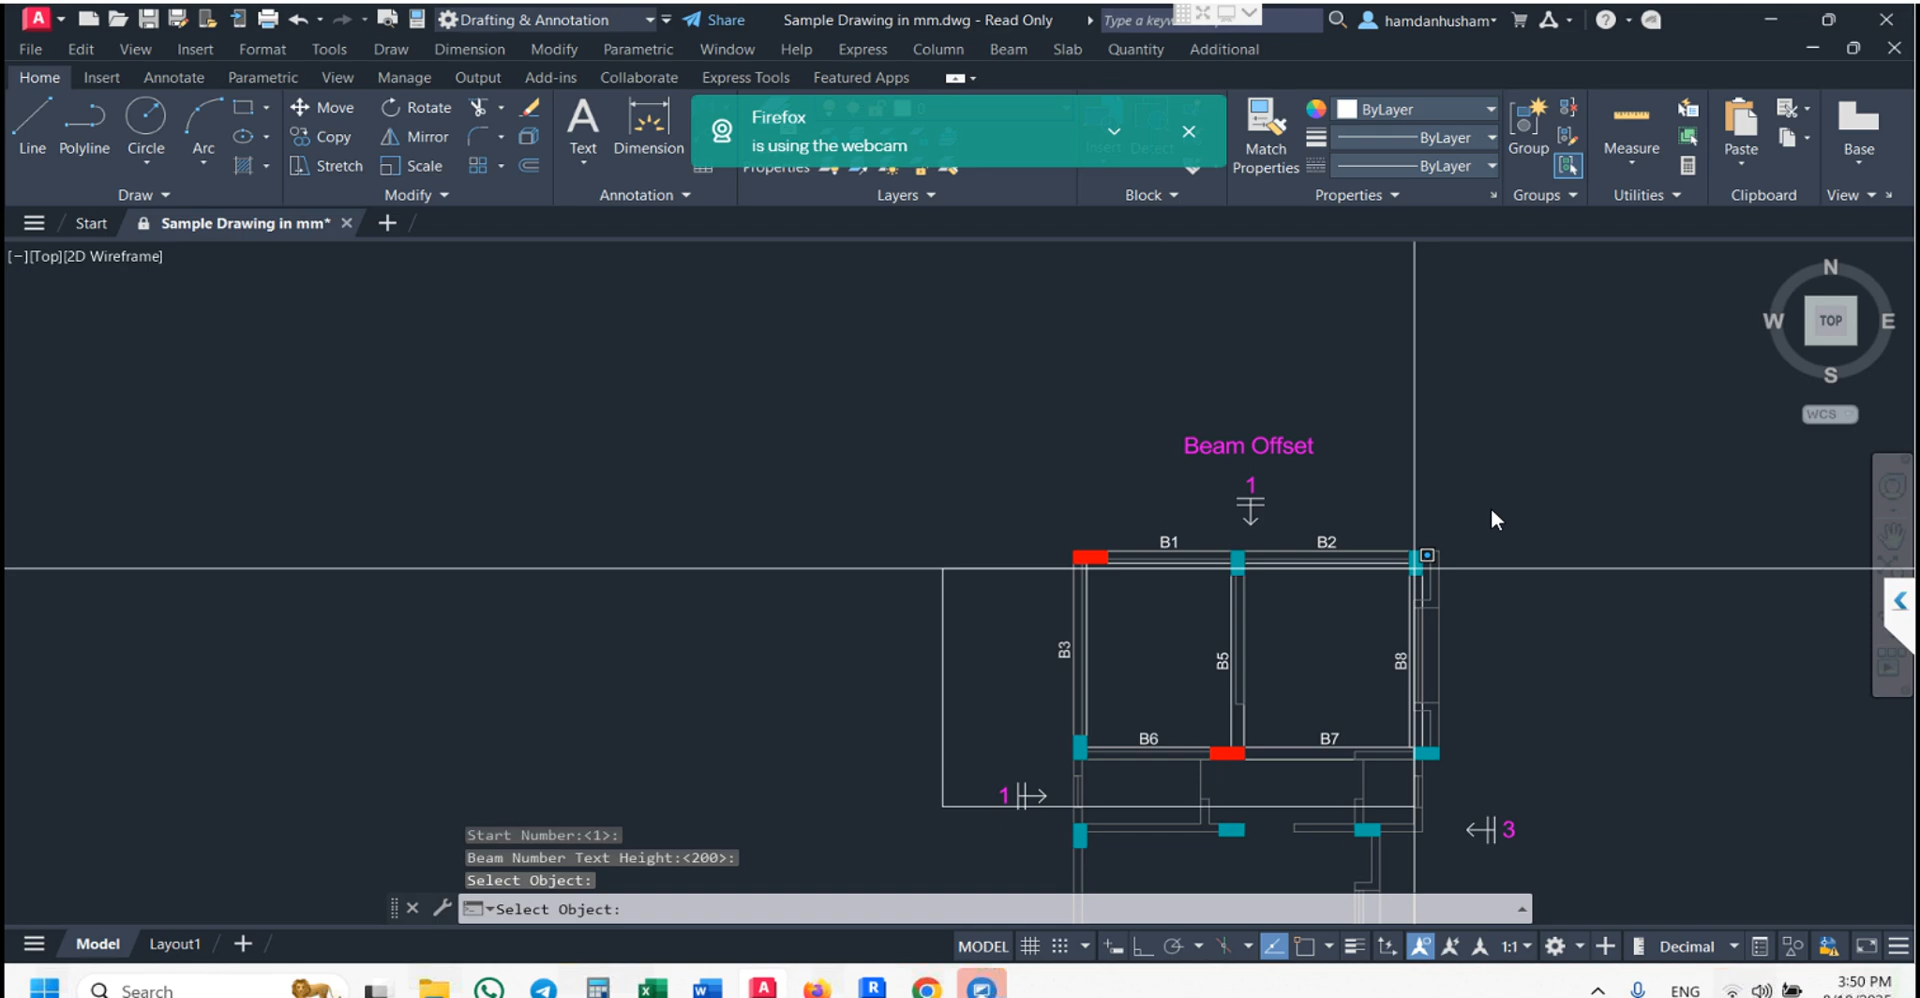 Drafting & Annotation
Share
Sample Drawing in mm.dwg - Read Only
Type a keyw
hamdanhusham
File Edit View Insert Format Tools Draw Dimension Modify Parametric Window Help Express Column Beam Slab Quantity Additional
Home Insert Annotate Parametric View Manage Output Add-ins Collaborate Express Tools Featured Apps
Line Polyline Circle Arc
Move Rotate
Copy Mirror
Stretch Scale
Text Dimension
Firefox
is using the webcam
Properties
Insert
Detect
Match
Properties
ByLayer
ByLayer
ByLayer
Group Measure Paste Base
Draw Modify Annotation Layers Block Properties Groups Utilities Clipboard View
Start Sample Drawing in mm*
[−][Top][2D Wireframe]
N
W TOP E
S
WCS
Beam Offset
1
B1 B2
B3 B5 B8
B6 B7
1
3
Start Number:<1>:
Beam Number Text Height:<200>:
Select Object:
Select Object:
Model Layout1
MODEL 1:1 Decimal
Search
ENG
3:50 PM